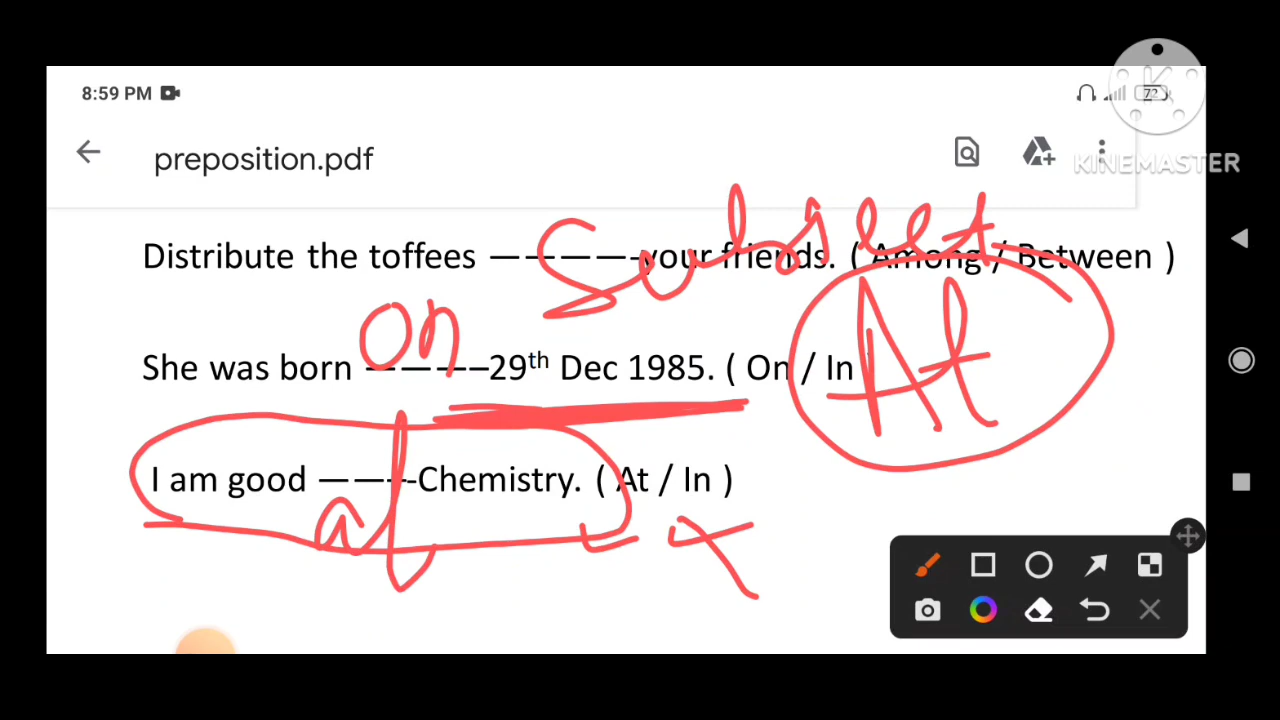 8:59 PM
72
preposition.pdf
KINEMASTER
Subject
Distribute the toffees — — — — --your friends. ( Among / Between )
on
At
She was born — — — ——29th Dec 1985. ( On / In )
I am good — — —--Chemistry. ( At / In )
at